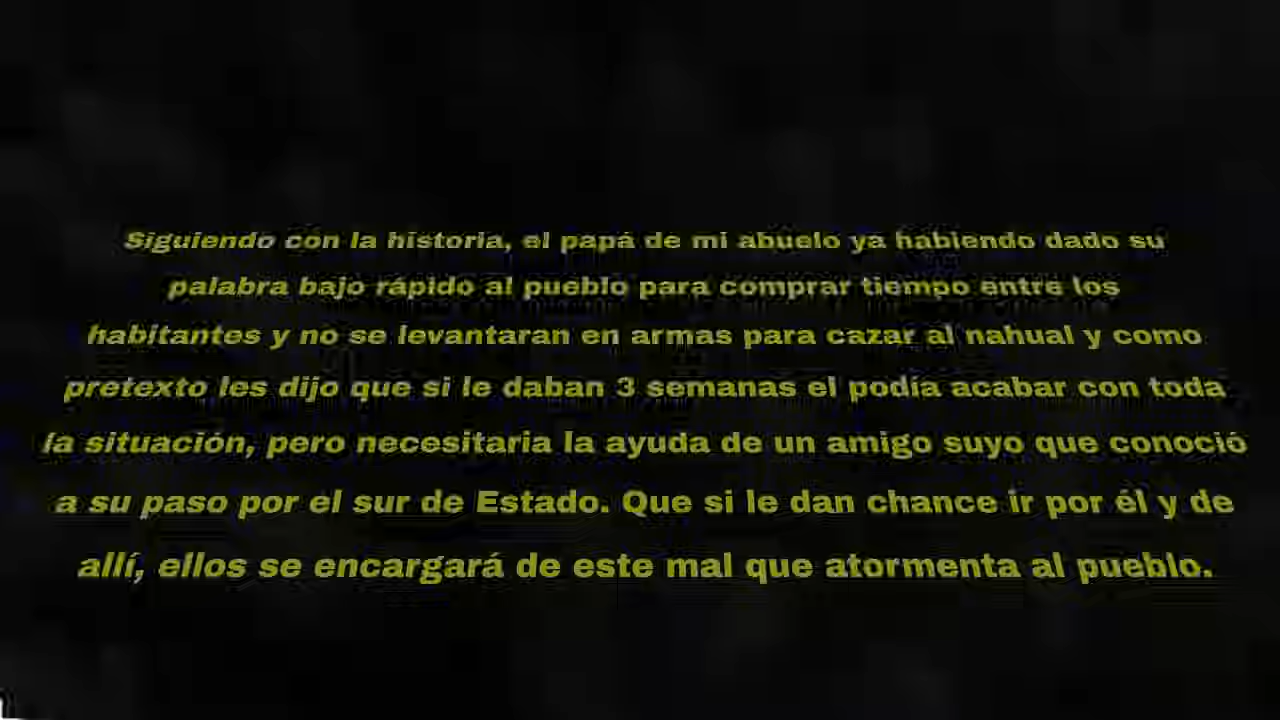 Siguiendo con la historia, el papá de mi abuelo ya habiendo dado su
palabra bajo rápido al pueblo para comprar tiempo entre los
habitantes y no se levantaran en armas para cazar al nahual y como
pretexto les dijo que si le daban 3 semanas el podía acabar con toda
la situación, pero necesitaria la ayuda de un amigo suyo que conoció
a su paso por el sur de Estado. Que si le dan chance ir por él y de
allí, ellos se encargará de este mal que atormenta al pueblo.